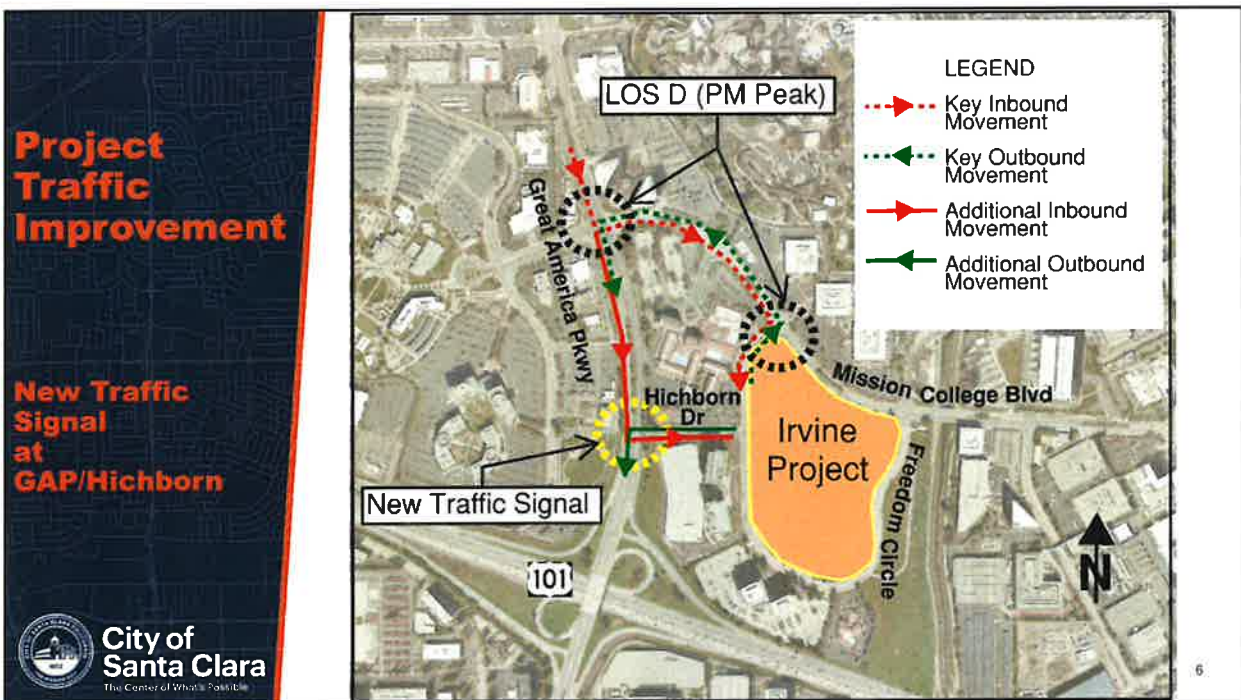 Project
Traffic
Improvement
New Traffic
Signal
at
GAP/Hichborn
City of
Santa Clara
The Center of What's Possible
LOS D (PM Peak)
LEGEND
Key Inbound
Movement
Key Outbound
Movement
Additional Inbound
Movement
Additional Outbound
Movement
Great America Pkwy
Hichborn
Dr
Mission College Blvd
Irvine
Project
Freedom Circle
New Traffic Signal
101
N
6